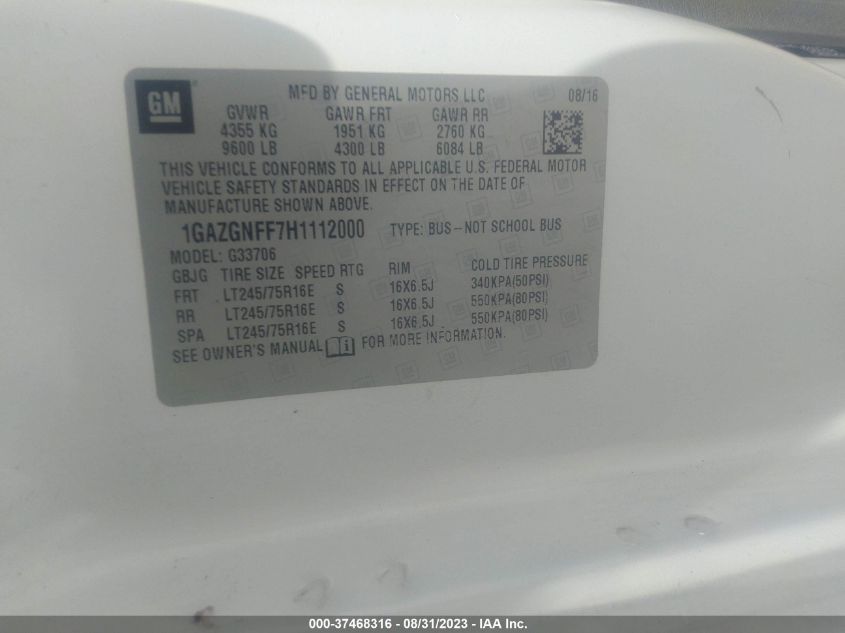 GM
MFD BY GENERAL MOTORS LLC 08/16
GVWR GAWR FRT GAWR RR
4355 KG 1951 KG 2760 KG
9600 LB 4300 LB 6084 LB
THIS VEHICLE CONFORMS TO ALL APPLICABLE U.S. FEDERAL MOTOR
VEHICLE SAFETY STANDARDS IN EFFECT ON THE DATE OF
MANUFACTURE SHOWN ABOVE.
1GAZGNFF7H1112000 TYPE: BUS-NOT SCHOOL BUS
MODEL: G33706
GBJG TIRE SIZE SPEED RTG RIM COLD TIRE PRESSURE
FRT LT245/75R16E S 16X6.5J 340KPA(50PSI)
RR LT245/75R16E S 16X6.5J 550KPA(80PSI)
SPA LT245/75R16E S 16X6.5J 550KPA(80PSI)
SEE OWNER'S MANUAL i FOR MORE INFORMATION.
000-37468316 - 08/31/2023 - IAA Inc.